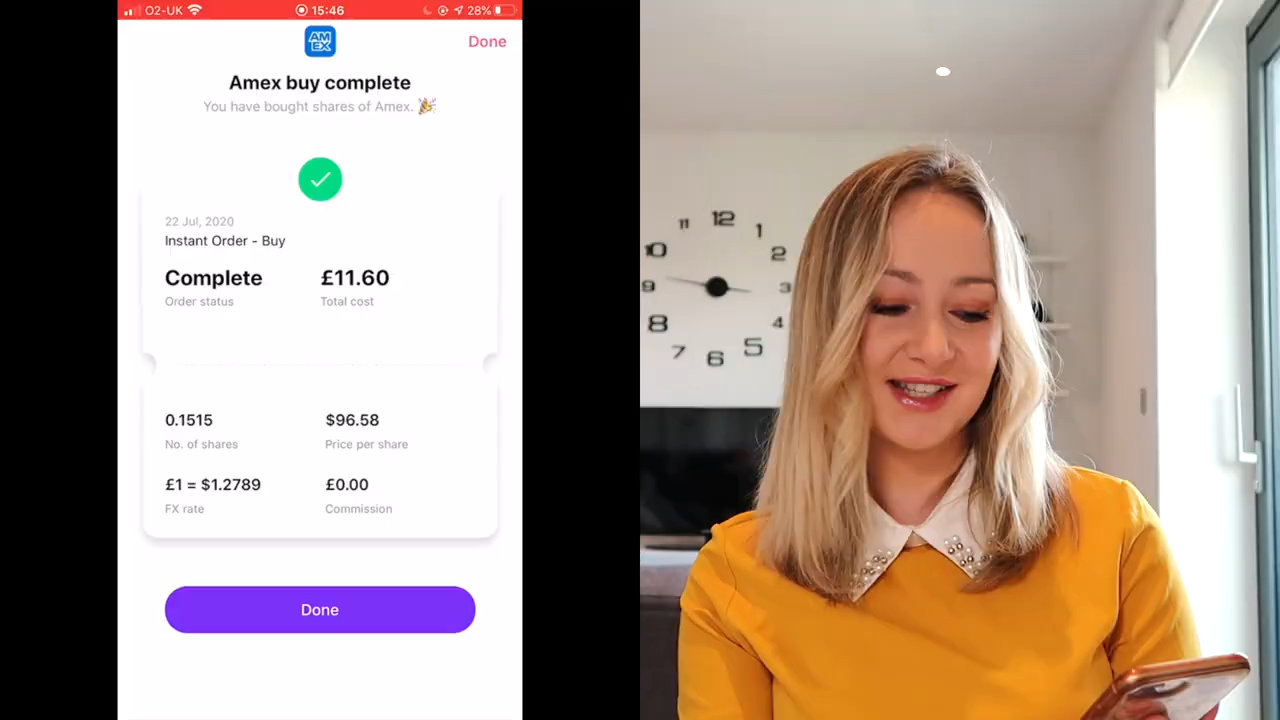 O2-UK
15:46
28%
AM
EX
Done
Amex buy complete
You have bought shares of Amex. 🎉
22 Jul, 2020
Instant Order - Buy
Complete
£11.60
Order status
Total cost
0.1515
$96.58
No. of shares
Price per share
£1 = $1.2789
£0.00
FX rate
Commission
Done
11
12
1
10
2
9
3
8
4
7
6
5